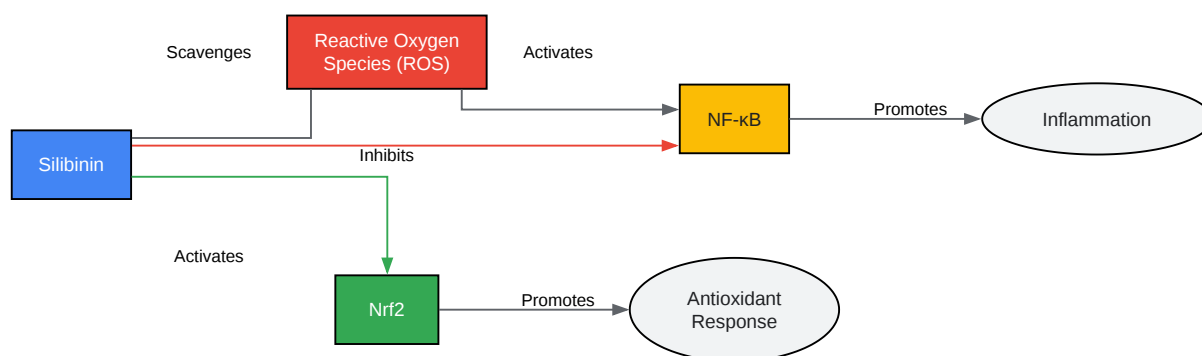 Scavenges
Reactive Oxygen
Species (ROS)
Activates
NF-κB
Promotes
Inflammation
Silibinin
Inhibits
Activates
Nrf2
Promotes
Antioxidant
Response